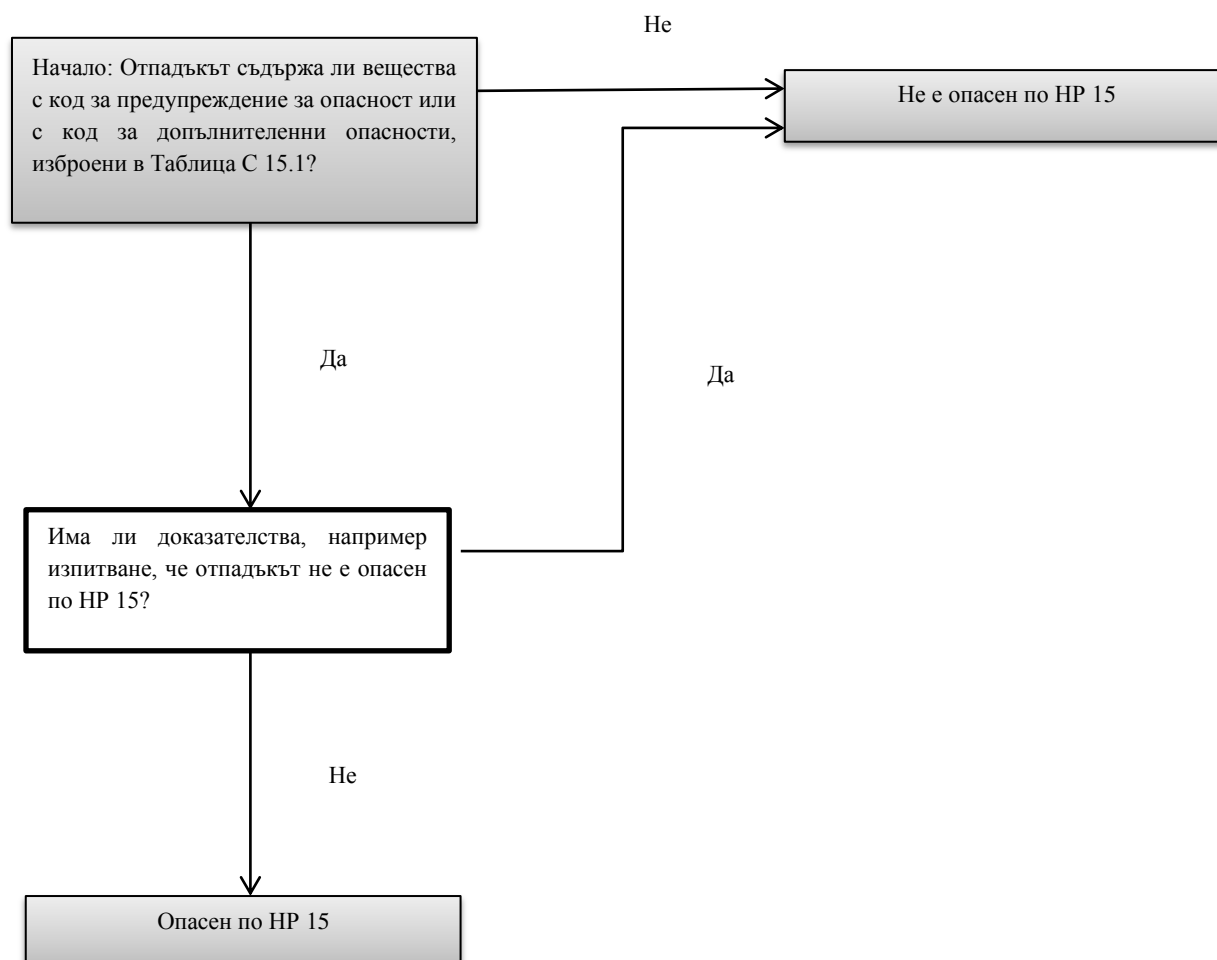 Не
Начало: Отпадъкът съдържа ли вещества
с код за предупреждение за опасност или
с код за допълнителенни опасности,
изброени в Таблица С 15.1?
Не е опасен по HP 15
Да
Да
Има ли доказателства, например
изпитване, че отпадъкът не е опасен
по HP 15?
Не
Опасен по HP 15